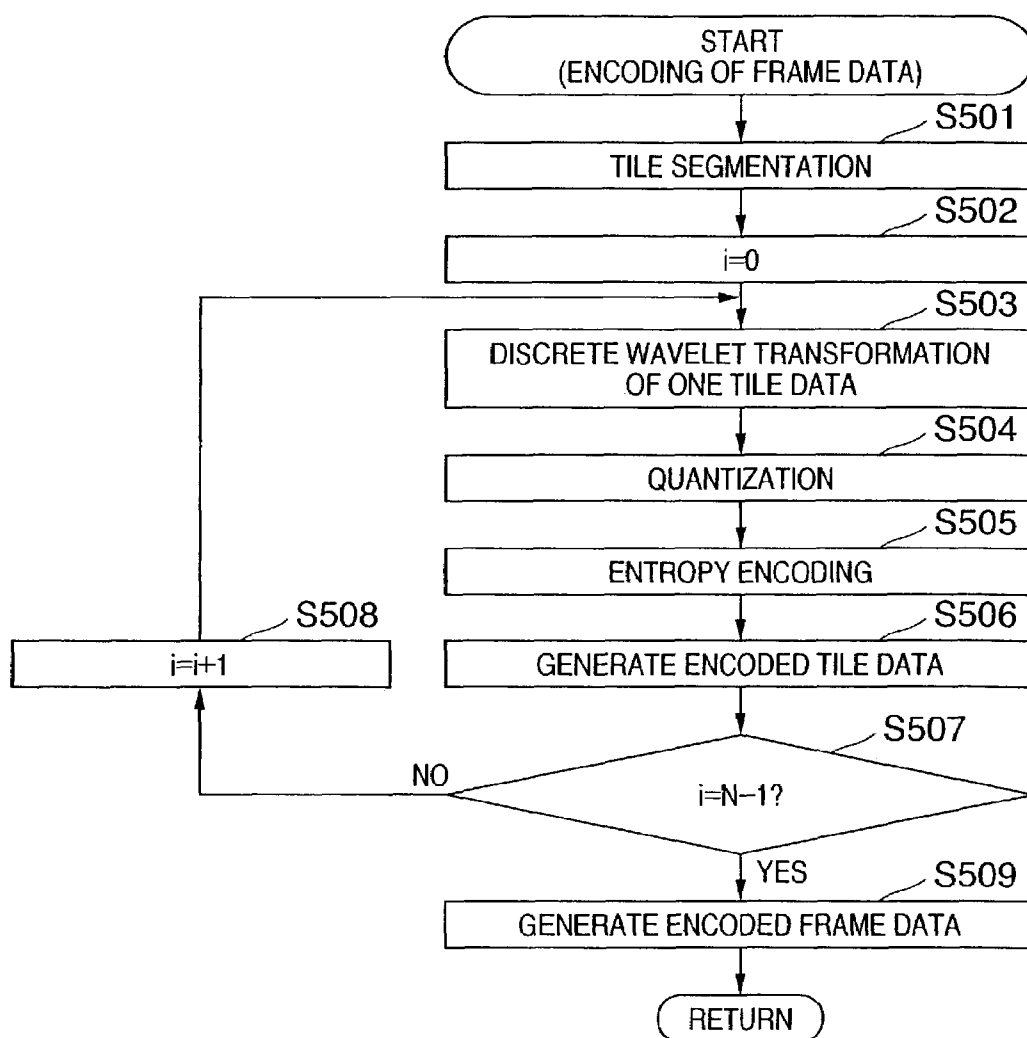 START
(ENCODING OF FRAME DATA)
S501
TILE SEGMENTATION
S502
i=0
S503
DISCRETE WAVELET TRANSFORMATION
OF ONE TILE DATA
S504
QUANTIZATION
S505
ENTROPY ENCODING
S506
GENERATE ENCODED TILE DATA
S508
i=i+1
S507
i=N-1?
NO
YES
S509
GENERATE ENCODED FRAME DATA
RETURN